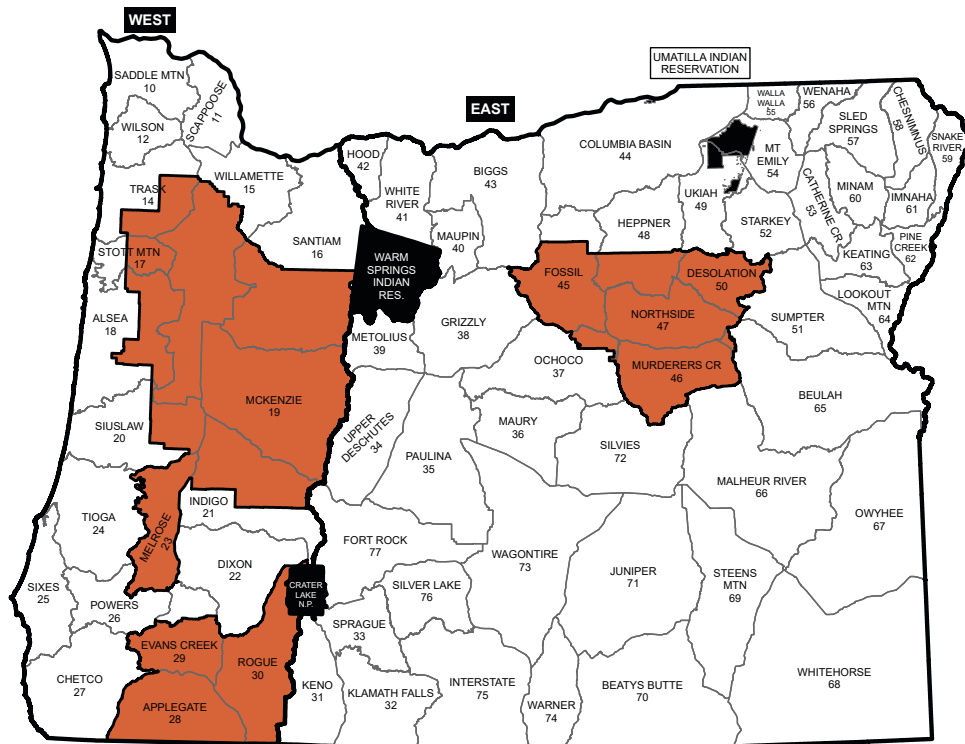 WEST
UMATILLA INDIAN
RESERVATION
EAST
SADDLE MTN
10
SCAPPOOSE
11
WILSON
12
TRASK
14
WILLAMETTE
15
SANTIAM
16
STOTT MTN
17
ALSEA
18
MCKENZIE
19
SIUSLAW
20
INDIGO
21
DIXON
22
MELROSE
23
TIOGA
24
SIXES
25
POWERS
26
CHETCO
27
APPLEGATE
28
EVANS CREEK
29
ROGUE
30
CRATER
LAKE
N.P.
KENO
31
KLAMATH FALLS
32
SPRAGUE
33
UPPER
DESCHUTES
34
PAULINA
35
MAURY
36
OCHOCO
37
GRIZZLY
38
METOLIUS
39
WARM
SPRINGS
INDIAN
RES.
MAUPIN
40
WHITE
RIVER
41
HOOD
42
BIGGS
43
COLUMBIA BASIN
44
FOSSIL
45
MURDERERS CR
46
NORTHSIDE
47
HEPPNER
48
UKIAH
49
DESOLATION
50
SUMPTER
51
STARKEY
52
CATHERINE CR
53
MT
EMILY
54
WALLA
WALLA
55
WENAHA
56
SLED
SPRINGS
57
CHESNIMNUS
58
SNAKE
RIVER
59
MINAM
60
IMNAHA
61
PINE
CREEK
62
KEATING
63
LOOKOUT
MTN
64
BEULAH
65
MALHEUR RIVER
66
OWYHEE
67
WHITEHORSE
68
STEENS
MTN
69
BEATYS BUTTE
70
JUNIPER
71
SILVIES
72
WAGONTIRE
73
WARNER
74
INTERSTATE
75
SILVER LAKE
76
FORT ROCK
77